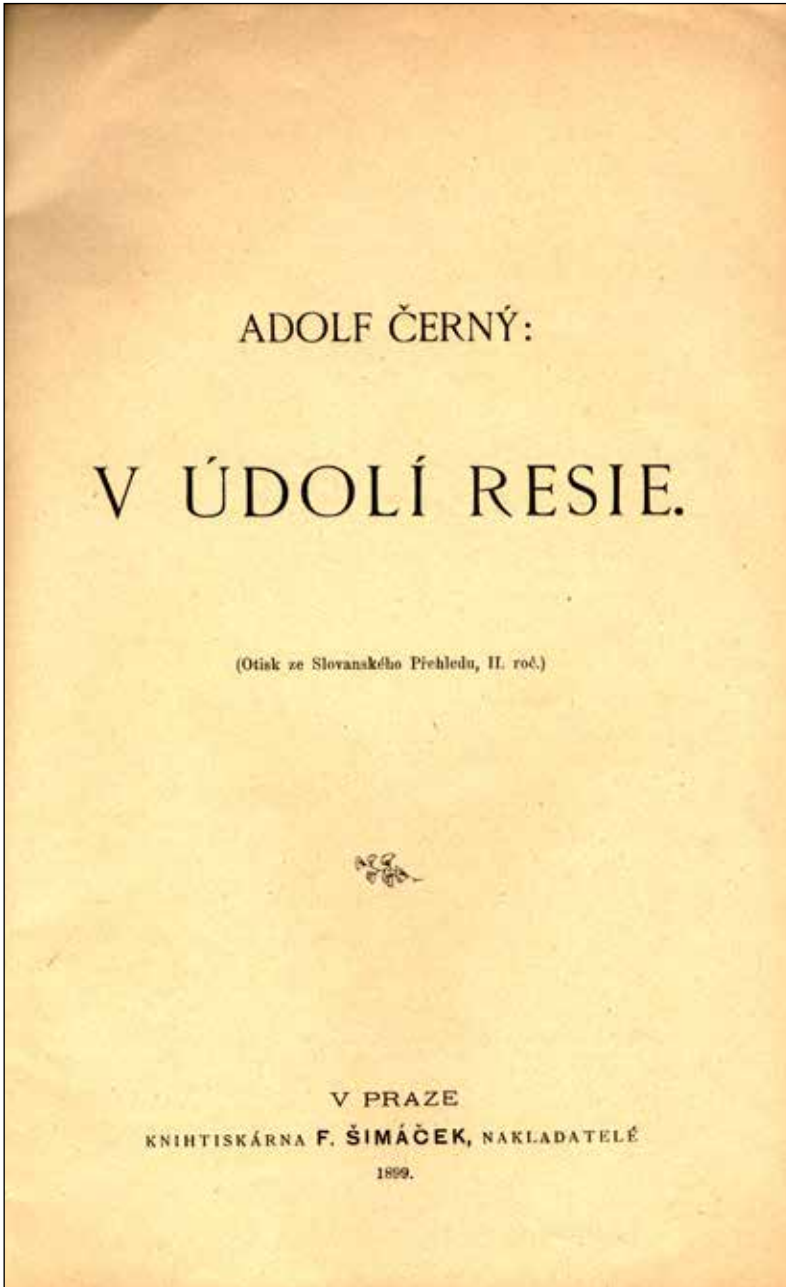 ADOLF ČERNÝ:
V ÚDOLÍ RESIE.
(Otisk ze Slovanského Přehledu, II. roč.)
V PRAZE
KNIHTISKÁRNA F. ŠIMÁČEK, NAKLADATELÉ
1899.